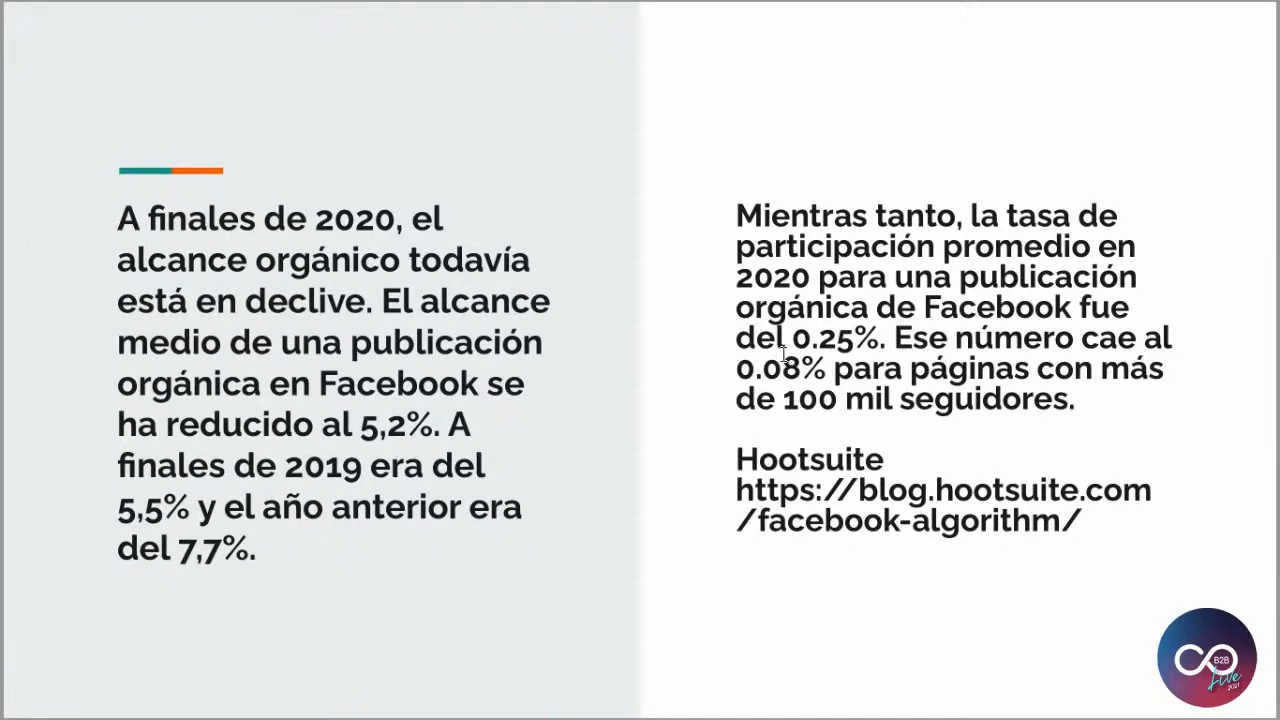 A finales de 2020, el
alcance orgánico todavía
está en declive. El alcance
medio de una publicación
orgánica en Facebook se
ha reducido al 5,2%. A
finales de 2019 era del
5,5% y el año anterior era
del 7,7%.
Mientras tanto, la tasa de
participación promedio en
2020 para una publicación
orgánica de Facebook fue
del 0.25%. Ese número cae al
0.08% para páginas con más
de 100 mil seguidores.
Hootsuite
https://blog.hootsuite.com
/facebook-algorithm/
B2B
Live
2021